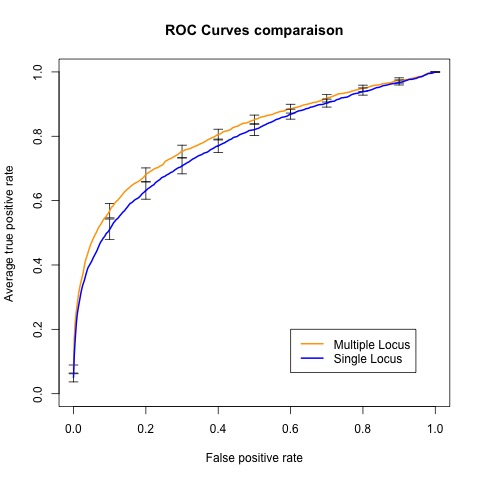 ROC Curves comparaison
Average true positive rate
1.0
0.8
0.6
0.4
0.2
0.0
Multiple Locus
Single Locus
0.0 0.2 0.4 0.6 0.8 1.0
False positive rate